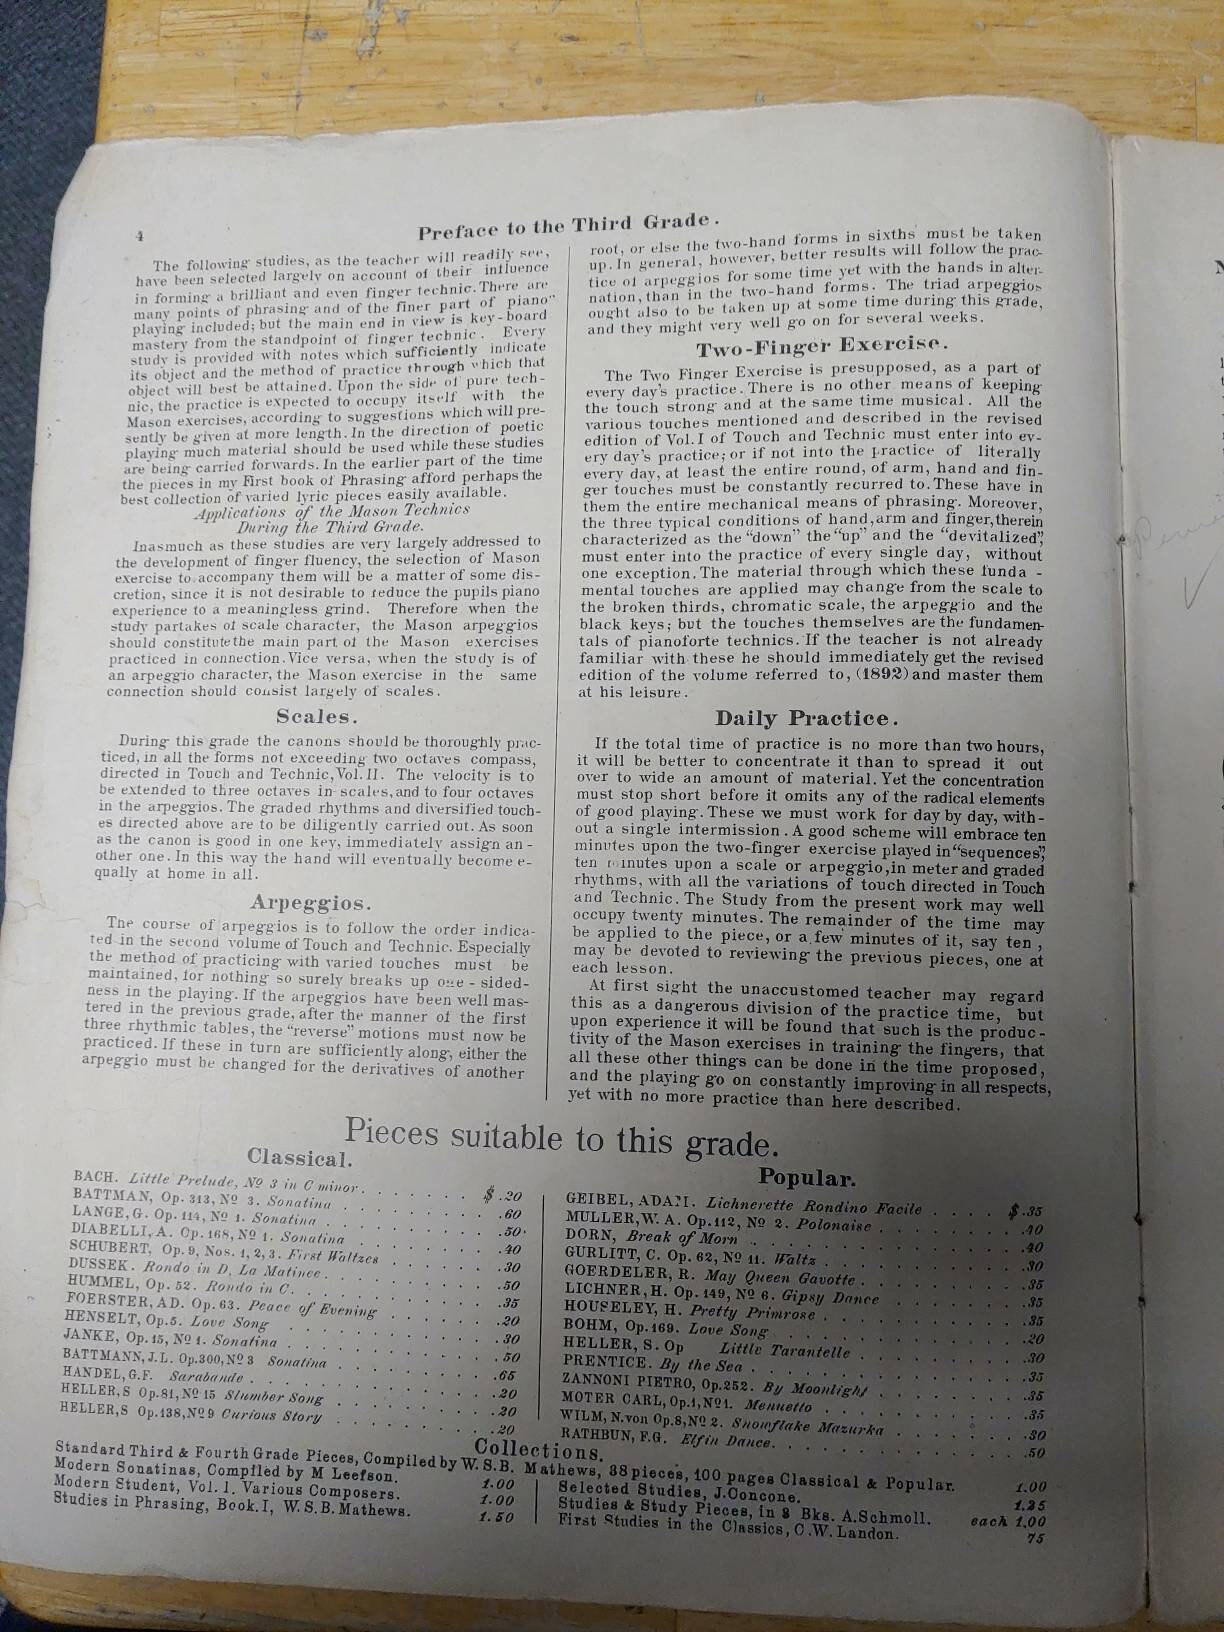 4
Preface to the Third Grade.
The following studies, as the teacher will readily see,
have been selected largely on account of their influence
in forming a brilliant and even finger technic. There are
many points of phrasing and of the finer part of piano
playing included; but the main end in view is key-board
mastery from the standpoint of finger technic. Every
study is provided with notes which sufficiently indicate
its object and the method of practice through which that
object will best be attained. Upon the side of pure tech-
nic, the practice is expected to occupy itself with the
Mason exercises, according to suggestions which will pre-
sently be given at more length. In the direction of poetic
playing much material should be used while these studies
are being carried forwards. In the earlier part of the time
the pieces in my First book of Phrasing afford perhaps the
best collection of varied lyric pieces easily available.
Applications of the Mason Technics
During the Third Grade.
Inasmuch as these studies are very largely addressed to
the development of finger fluency, the selection of Mason
exercise to accompany them will be a matter of some dis-
cretion, since it is not desirable to reduce the pupils piano
experience to a meaningless grind. Therefore when the
study partakes of scale character, the Mason arpeggios
should constitute the main part of the Mason exercises
practiced in connection. Vice versa, when the study is of
an arpeggio character, the Mason exercise in the same
connection should consist largely of scales.
Scales.
During this grade the canons should be thoroughly prac-
ticed, in all the forms not exceeding two octaves compass,
directed in Touch and Technic, Vol. II. The velocity is to
be extended to three octaves in scales, and to four octaves
in the arpeggios. The graded rhythms and diversified touch-
es directed above are to be diligently carried out. As soon
as the canon is good in one key, immediately assign an-
other one. In this way the hand will eventually become e-
qually at home in all.
Arpeggios.
The course of arpeggios is to follow the order indica-
ted in the second volume of Touch and Technic. Especially
the method of practicing with varied touches must be
maintained, for nothing so surely breaks up one-sided-
ness in the playing. If the arpeggios have been well mas-
tered in the previous grade, after the manner of the first
three rhythmic tables, the "reverse" motions must now be
practiced. If these in turn are sufficiently along, either the
arpeggio must be changed for the derivatives of another
root, or else the two-hand forms in sixths must be taken
up. In general, however, better results will follow the prac-
tice of arpeggios for some time yet with the hands in alter-
nation, than in the two-hand forms. The triad arpeggios
ought also to be taken up at some time during this grade,
and they might very well go on for several weeks.
Two-Finger Exercise.
The Two Finger Exercise is presupposed, as a part of
every day's practice. There is no other means of keeping
the touch strong and at the same time musical. All the
various touches mentioned and described in the revised
edition of Vol. I of Touch and Technic must enter into ev-
ery day's practice; or if not into the practice of literally
every day, at least the entire round, of arm, hand and fin-
ger touches must be constantly recurred to. These have in
them the entire mechanical means of phrasing. Moreover,
the three typical conditions of hand, arm and finger, therein
characterized as the "down" the "up" and the "devitalized",
must enter into the practice of every single day, without
one exception. The material through which these funda-
mental touches are applied may change from the scale to
the broken thirds, chromatic scale, the arpeggio and the
black keys; but the touches themselves are the fundamen-
tals of pianoforte technics. If the teacher is not already
familiar with these he should immediately get the revised
edition of the volume referred to, (1892) and master them
at his leisure.
Daily Practice.
If the total time of practice is no more than two hours,
it will be better to concentrate it than to spread it out
over to wide an amount of material. Yet the concentration
must stop short before it omits any of the radical elements
of good playing. These we must work for day by day, with-
out a single intermission. A good scheme will embrace ten
minutes upon the two-finger exercise played in "sequences",
ten minutes upon a scale or arpeggio, in meter and graded
rhythms, with all the variations of touch directed in Touch
and Technic. The Study from the present work may well
occupy twenty minutes. The remainder of the time may
be applied to the piece, or a few minutes of it, say ten,
may be devoted to reviewing the previous pieces, one at
each lesson.
At first sight the unaccustomed teacher may regard
this as a dangerous division of the practice time, but
upon experience it will be found that such is the produc-
tivity of the Mason exercises in training the fingers, that
all these other things can be done in the time proposed,
and the playing go on constantly improving in all respects,
yet with no more practice than here described.
Pieces suitable to this grade.
Classical.
BACH. Little Prelude, No 3 in C minor. $ .20
BATTMAN, Op. 313, No 3. Sonatina .60
LANGE, G. Op. 114, No 1. Sonatina .50
DIABELLI, A. Op. 168, No 1. Sonatina .40
SCHUBERT, Op. 9, Nos. 1, 2, 3. First Waltzes .30
DUSSEK. Rondo in D, La Matinee. .50
HUMMEL, Op. 52. Rondo in C. .35
FOERSTER, AD. Op. 63. Peace of Evening .20
HENSELT, Op. 5. Love Song .30
JANKE, Op. 15, No 1. Sonatina .50
BATTMANN, J.L. Op. 300, No 3 Sonatina .65
HANDEL, G.F. Sarabande .20
HELLER, S Op. 81, No 15 Slumber Song .20
HELLER, S Op. 138, No 9 Curious Story .20
Popular.
GEIBEL, ADAM. Lichnerette Rondino Facile $ .35
MULLER, W. A. Op. 112, No 2. Polonaise .40
DORN, Break of Morn .40
GURLITT, C. Op. 62, No 11. Waltz .30
GOERDELER, R. May Queen Gavotte .35
LICHNER, H. Op. 149, No 6. Gipsy Dance .35
HOUSELEY, H. Pretty Primrose .35
BOHM, Op. 169. Love Song .20
HELLER, S. Op Little Tarantelle .30
PRENTICE. By the Sea .35
ZANNONI PIETRO, Op. 252. By Moonlight .35
MOTER CARL, Op. 1, No 1. Menuetto .35
WILM, N. von Op. 8, No 2. Snowflake Mazurka .30
RATHBUN, F.G. Elfin Dance. .50
Collections.
Standard Third & Fourth Grade Pieces, Compiled by W. S. B. Mathews, 38 pieces, 100 pages Classical & Popular. 1.00
Modern Sonatinas, Compiled by M Leefson. 1.00
Modern Student, Vol. I. Various Composers. 1.00
Studies in Phrasing, Book. I, W. S. B. Mathews. 1.50
Selected Studies, J. Concone. 1.25
Studies & Study Pieces, in 3 Bks. A. Schmoll. each 1.00
First Studies in the Classics, C. W. Landon. 75